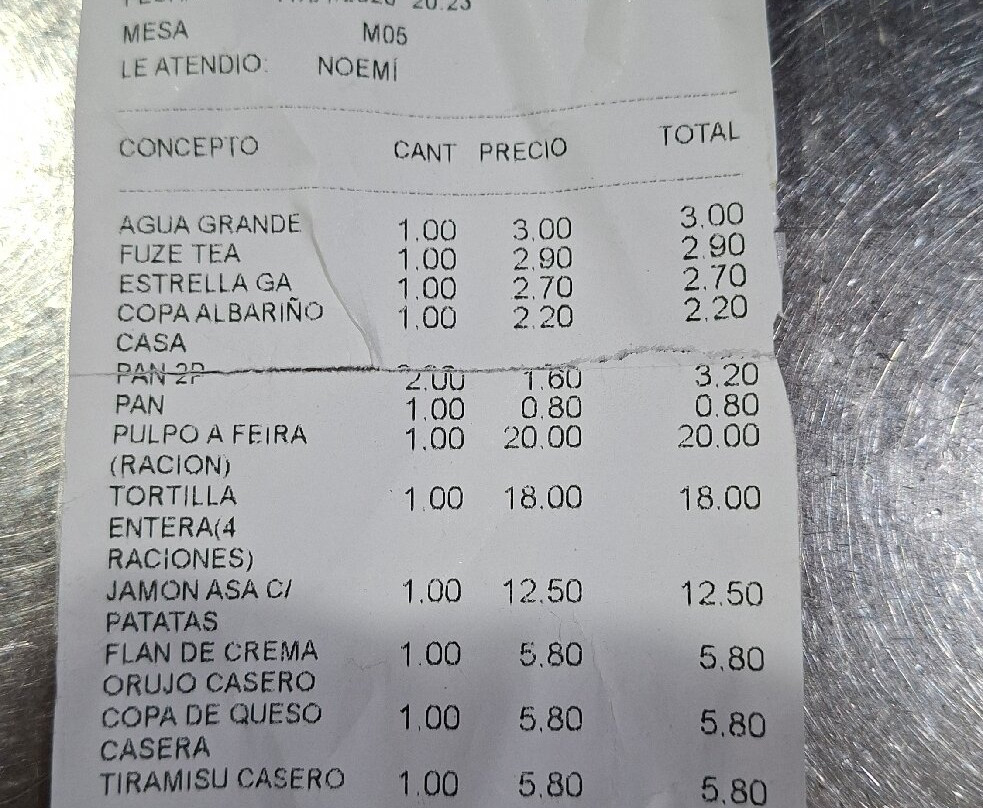 20:23
MESA M05
LE ATENDIO: NOEMÍ
CONCEPTO CANT PRECIO TOTAL
AGUA GRANDE 1.00 3.00 3.00
FUZE TEA 1.00 2.90 2.90
ESTRELLA GA 1.00 2.70 2.70
COPA ALBARIÑO 1.00 2.20 2.20
CASA
PAN 2P 2.00 1.60 3.20
PAN 1.00 0.80 0.80
PULPO A FEIRA 1.00 20.00 20.00
(RACION)
TORTILLA 1.00 18.00 18.00
ENTERA(4
RACIONES)
JAMON ASA C/ 1.00 12.50 12.50
PATATAS
FLAN DE CREMA 1.00 5.80 5.80
ORUJO CASERO
COPA DE QUESO 1.00 5.80 5.80
CASERA
TIRAMISU CASERO 1.00 5.80 5.80